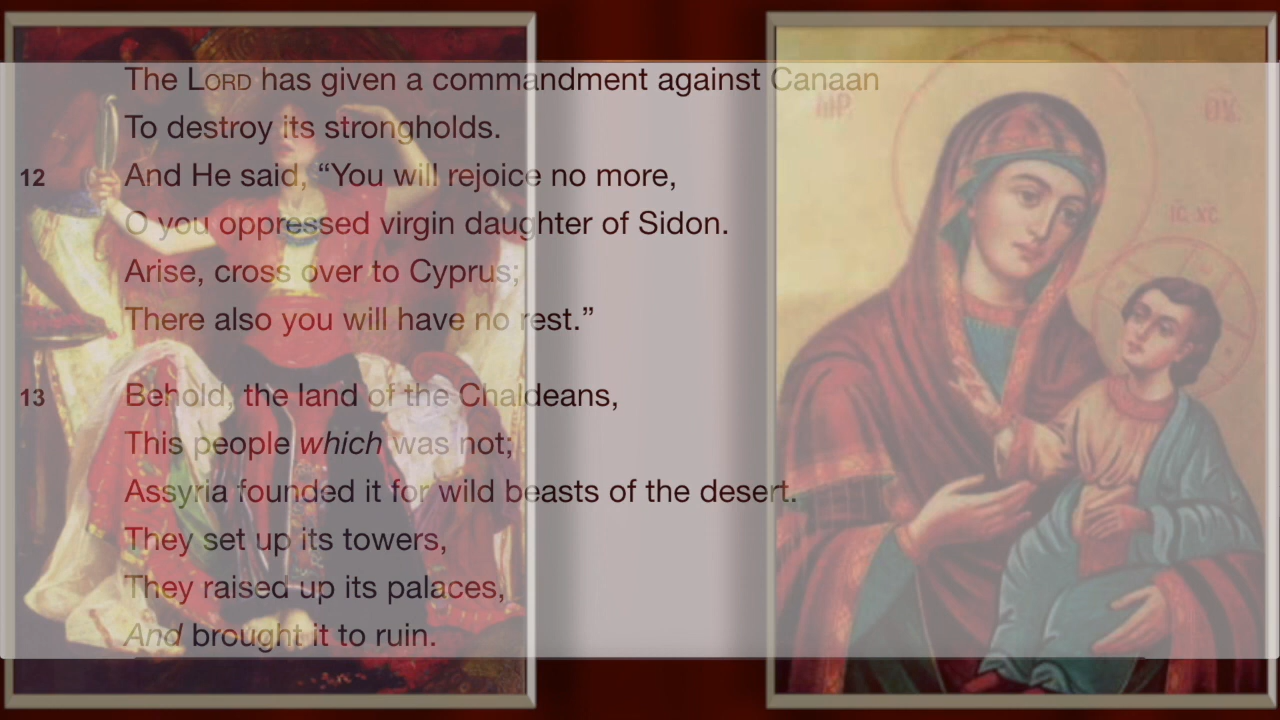 The LORD has given a commandment against Canaan
To destroy its strongholds.
12 And He said, “You will rejoice no more,
O you oppressed virgin daughter of Sidon.
Arise, cross over to Cyprus;
There also you will have no rest.”
13 Behold, the land of the Chaldeans,
This people which was not;
Assyria founded it for wild beasts of the desert.
They set up its towers,
They raised up its palaces,
And brought it to ruin.